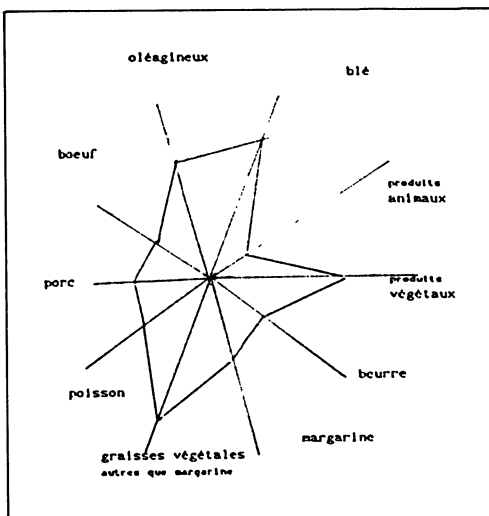 oléagineux
blé
boeuf
produits
animaux
porc
produits
végétaux
poisson
beurre
margarine
graisses végétales
autres que margarine